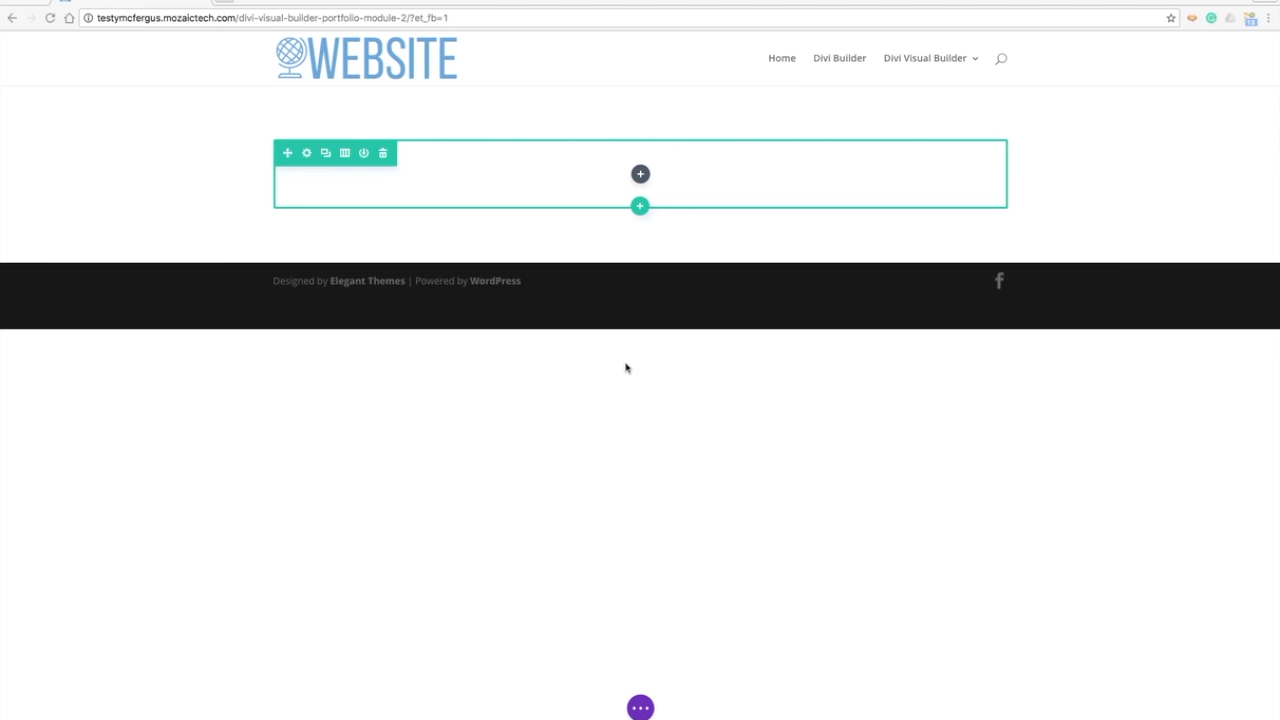 testymcfergus.mozaictech.com/divi-visual-builder-portfolio-module-2/?et_fb=1
WEBSITE
Home Divi Builder Divi Visual Builder
Designed by Elegant Themes | Powered by WordPress